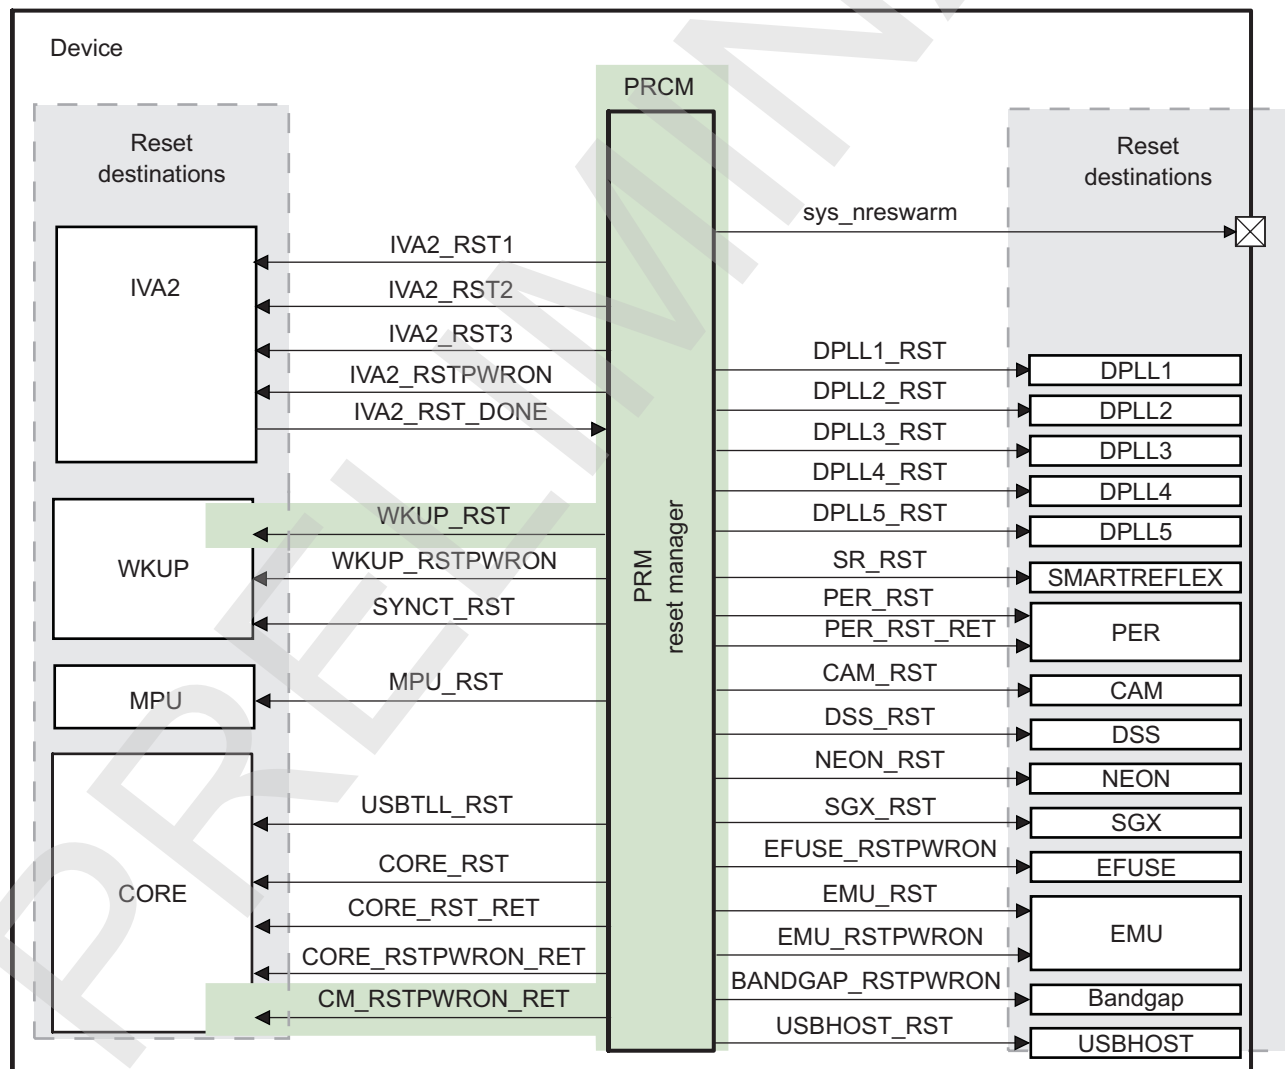 Device
PRCM
Reset
destinations
IVA2
IVA2_RST1
IVA2_RST2
IVA2_RST3
IVA2_RSTPWRON
IVA2_RST_DONE
WKUP
WKUP_RST
WKUP_RSTPWRON
SYNCT_RST
MPU
MPU_RST
CORE
USBTLL_RST
CORE_RST
CORE_RST_RET
CORE_RSTPWRON_RET
CM_RSTPWRON_RET
PRM
reset manager
Reset
destinations
sys_nreswarm
DPLL1_RST
DPLL1
DPLL2_RST
DPLL2
DPLL3_RST
DPLL3
DPLL4_RST
DPLL4
DPLL5_RST
DPLL5
SR_RST
SMARTREFLEX
PER_RST
PER_RST_RET
PER
CAM_RST
CAM
DSS_RST
DSS
NEON_RST
NEON
SGX_RST
SGX
EFUSE_RSTPWRON
EFUSE
EMU_RST
EMU_RSTPWRON
EMU
BANDGAP_RSTPWRON
Bandgap
USBHOST_RST
USBHOST